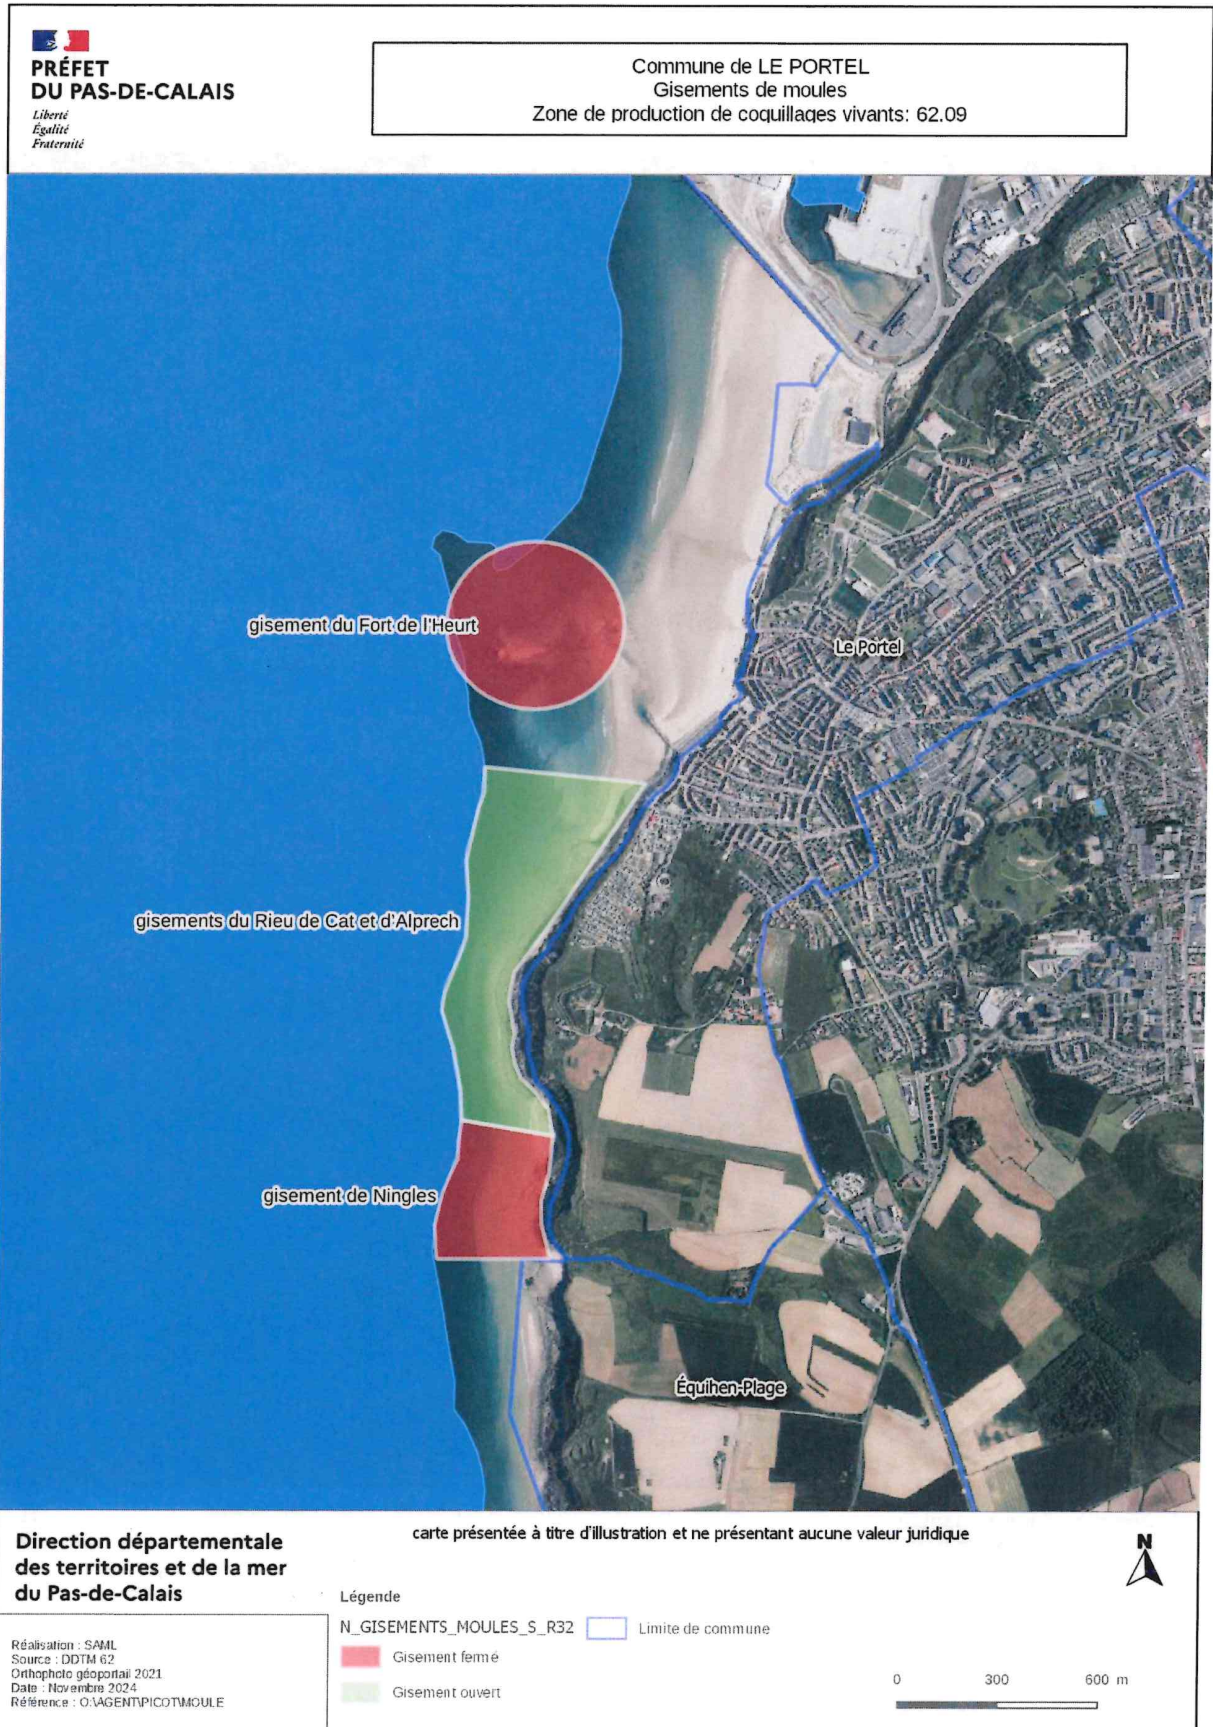 PRÉFET
DU PAS-DE-CALAIS
Liberté
Égalité
Fraternité
Commune de LE PORTEL
Gisements de moules
Zone de production de coquillages vivants: 62.09
gisement du Fort de l'Heurt
Le Portel
gisements du Rieu de Cat et d'Alprech
gisement de Ningles
Équihen-Plage
Direction départementale
des territoires et de la mer
du Pas-de-Calais
carte présentée à titre d'illustration et ne présentant aucune valeur juridique
N
Légende
N_GISEMENTS_MOULES_S_R32
Limite de commune
Gisement fermé
Gisement ouvert
Réalisation : SAML
Source : DDTM 62
Orthophoto géoportail 2021
Date : Novembre 2024
Référence : O:\AGENT\PICOT\MOULE
0 300 600 m